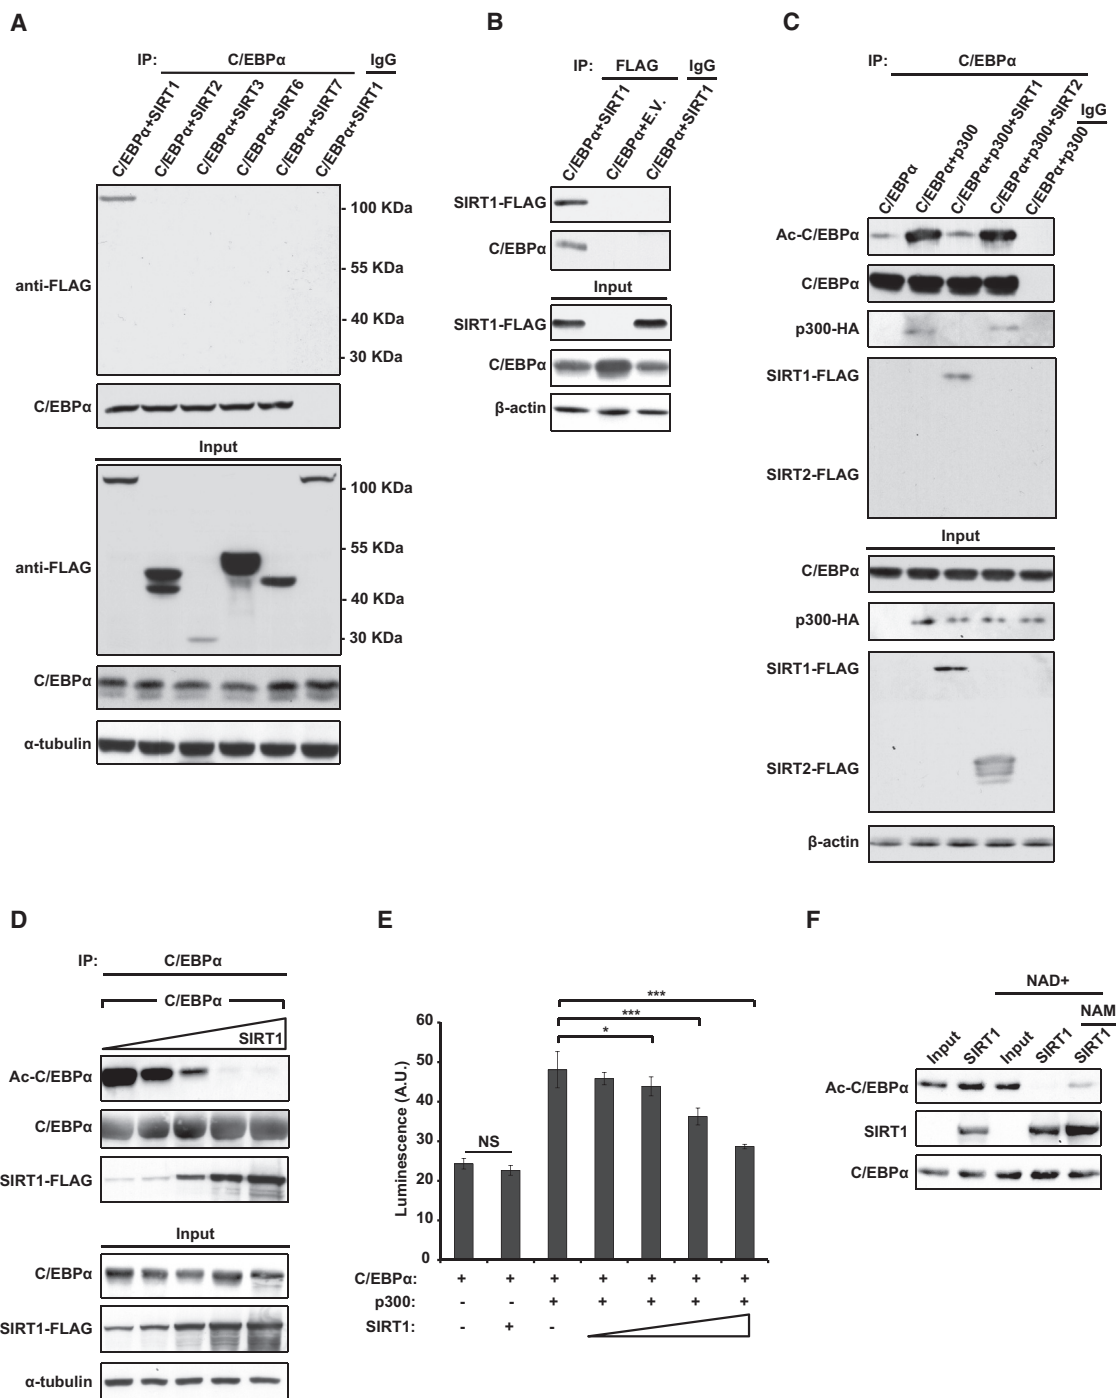 A
IP: C/EBPα IgG
C/EBPα+SIRT1
C/EBPα+SIRT2
C/EBPα+SIRT3
C/EBPα+SIRT6
C/EBPα+SIRT7
C/EBPα+SIRT1
anti-FLAG
- 100 KDa
- 55 KDa
- 40 KDa
- 30 KDa
C/EBPα
Input
anti-FLAG
- 100 KDa
- 55 KDa
- 40 KDa
- 30 KDa
C/EBPα
α-tubulin
B
IP: FLAG IgG
C/EBPα+SIRT1
C/EBPα+E.V.
C/EBPα+SIRT1
SIRT1-FLAG
C/EBPα
Input
SIRT1-FLAG
C/EBPα
β-actin
C
IP: C/EBPα
IgG
C/EBPα
C/EBPα+p300
C/EBPα+p300+SIRT1
C/EBPα+p300+SIRT2
C/EBPα+p300
Ac-C/EBPα
C/EBPα
p300-HA
SIRT1-FLAG
SIRT2-FLAG
Input
C/EBPα
p300-HA
SIRT1-FLAG
SIRT2-FLAG
β-actin
D
IP: C/EBPα
C/EBPα
SIRT1
Ac-C/EBPα
C/EBPα
SIRT1-FLAG
Input
C/EBPα
SIRT1-FLAG
α-tubulin
E
Luminescence (A.U.)
60
50
40
30
20
10
0
NS
*
***
***
C/EBPα: + + + + + + +
p300: - - + + + + +
SIRT1: - + -
F
NAD+
NAM
Input
SIRT1
Input
SIRT1
SIRT1
Ac-C/EBPα
SIRT1
C/EBPα